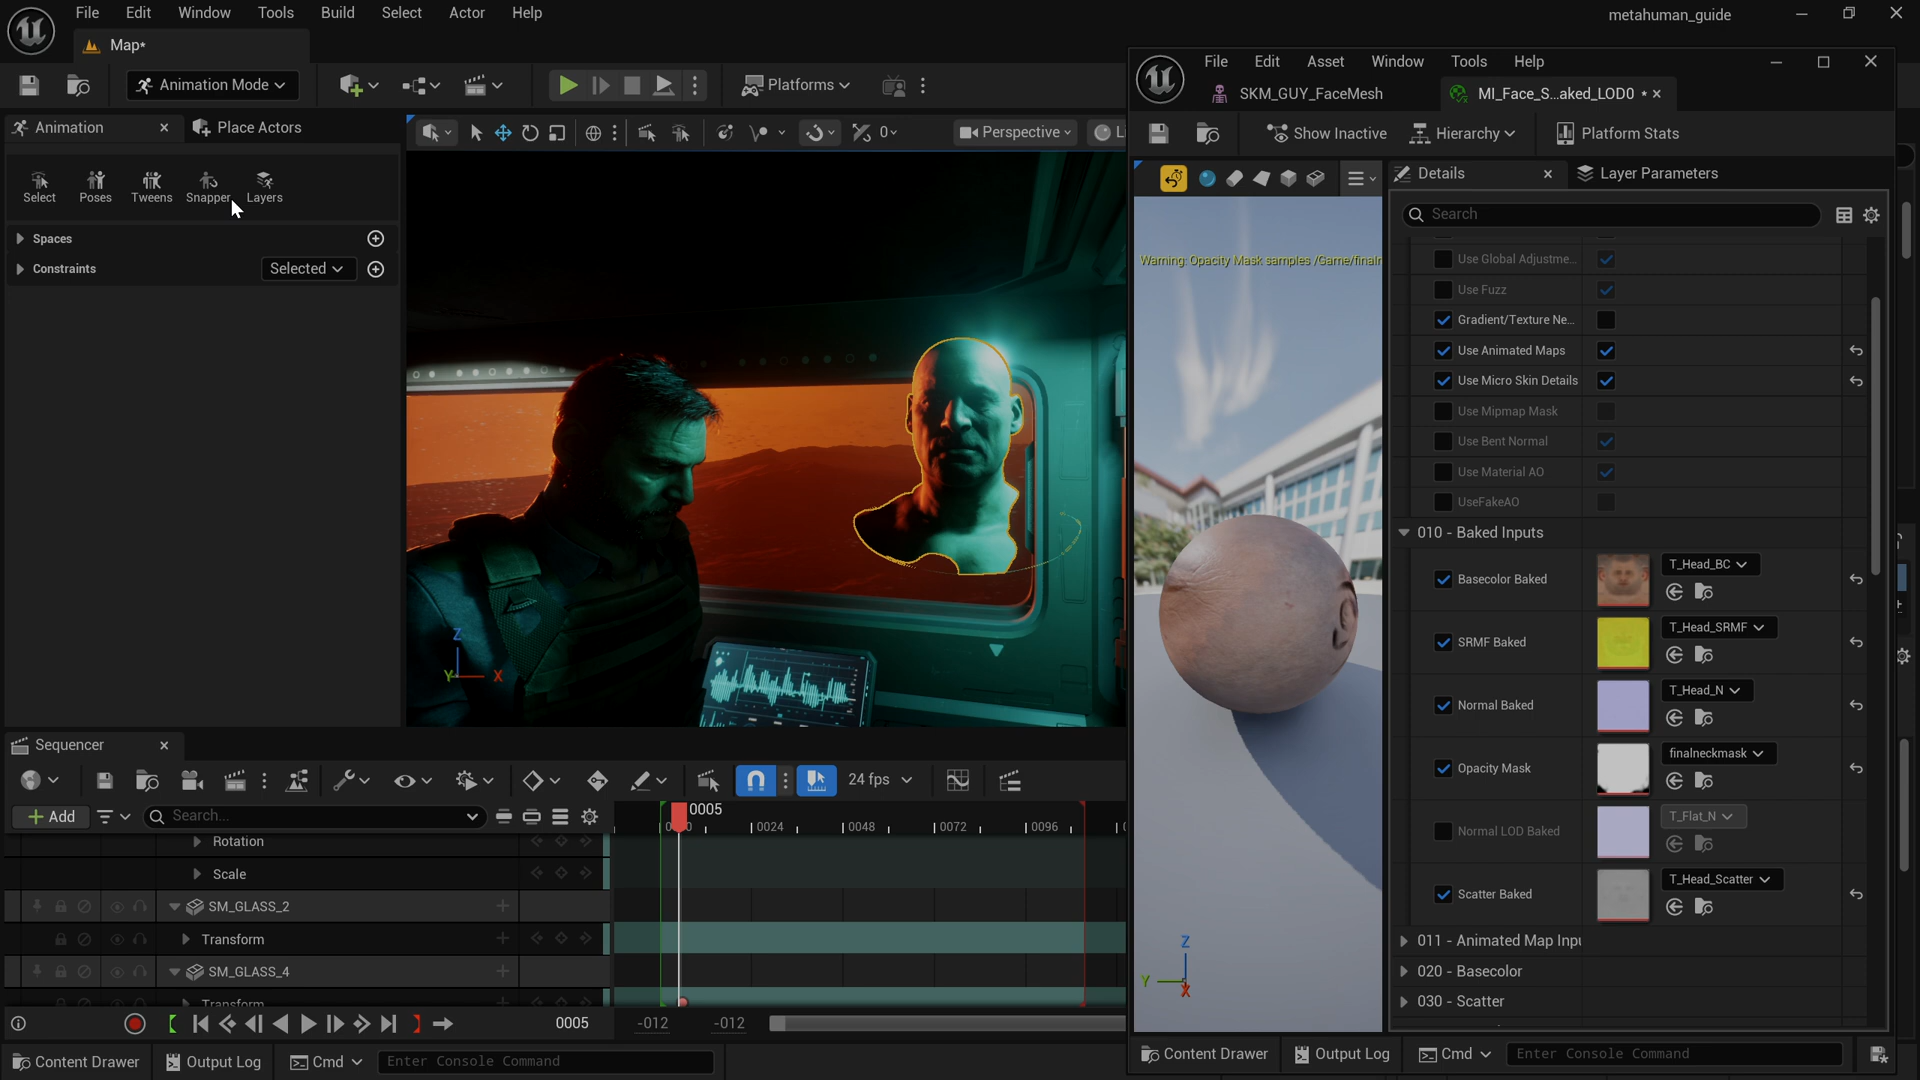 File Edit Window Tools Build Select Actor Help
metahuman_guide
Map*
Animation Mode
Platforms
Animation
Place Actors
Perspective
Select Poses Tweens Snapper Layers
Spaces
Constraints
Selected
0
Z
Y
X
Sequencer
24 fps
Add
Search...
0005
0024
0048
0072
0096
Rotation
Scale
SM_GLASS_2
Transform
SM_GLASS_4
Transform
0005
-012
-012
Content Drawer
Output Log
Cmd
Enter Console Command
File Edit Asset Window Tools Help
SKM_GUY_FaceMesh
MI_Face_S...aked_LOD0 *
Show Inactive
Hierarchy
Platform Stats
Details
Layer Parameters
Search
Warning: Opacity Mask samples /Game/finaln
Use Global Adjustme...
Use Fuzz
Gradient/Texture Ne...
Use Animated Maps
Use Micro Skin Details
Use Mipmap Mask
Use Bent Normal
Use Material AO
UseFakeAO
010 - Baked Inputs
Basecolor Baked
T_Head_BC
SRMF Baked
T_Head_SRMF
Normal Baked
T_Head_N
Opacity Mask
finalneckmask
Normal LOD Baked
T_Flat_N
Scatter Baked
T_Head_Scatter
011 - Animated Map Inpu
020 - Basecolor
030 - Scatter
Z
Y
X
Content Drawer
Output Log
Cmd
Enter Console Command